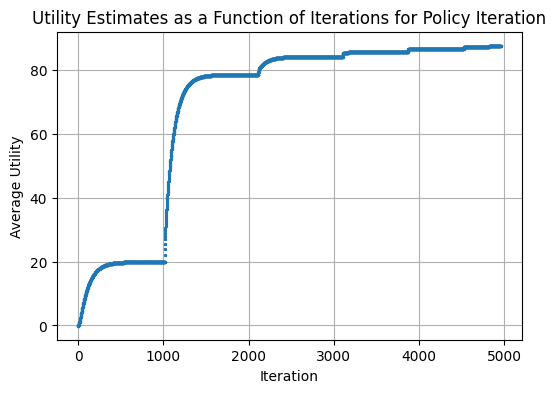 Utility Estimates as a Function of Iterations for Policy Iteration
80
60
40
20
0
Average Utility
0 1000 2000 3000 4000 5000
Iteration